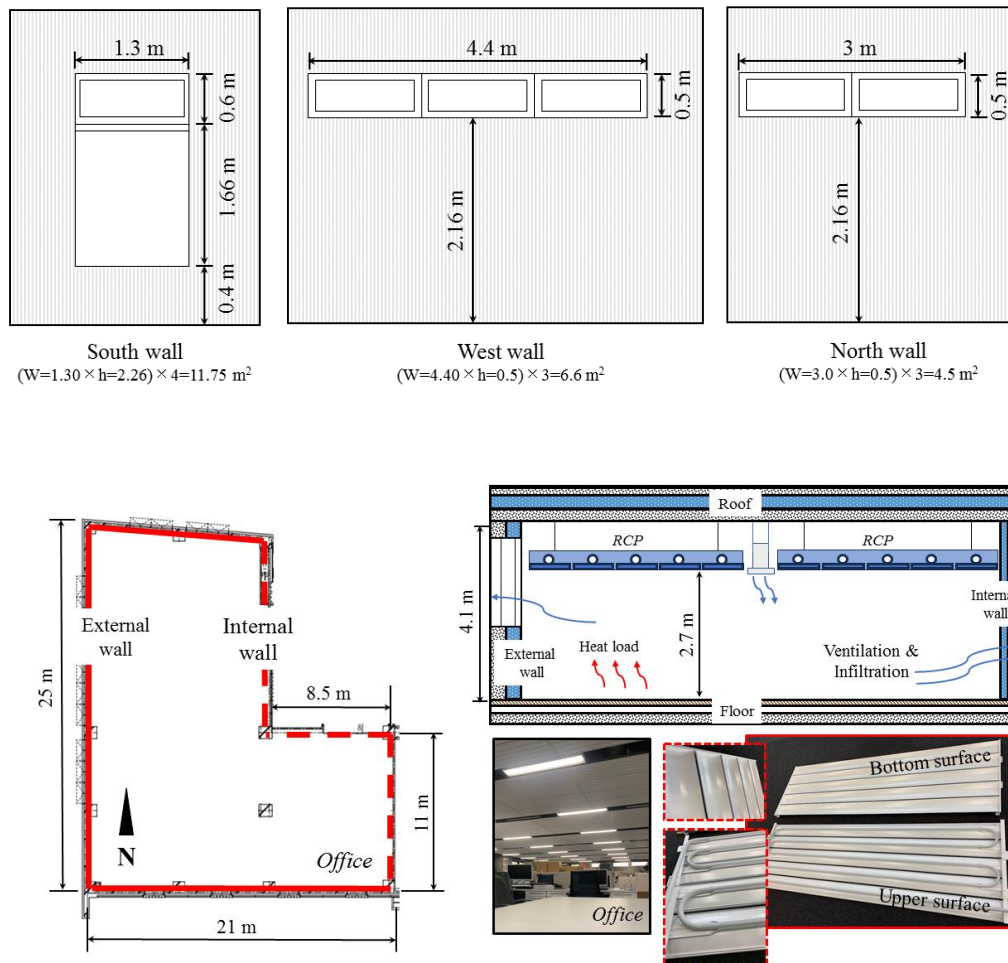 1.3 m
0.6 m
1.66 m
0.4 m
4.4 m
0.5 m
2.16 m
3 m
0.5 m
2.16 m
South wall
(W=1.30 × h=2.26) × 4=11.75 m²
West wall
(W=4.40 × h=0.5) × 3=6.6 m²
North wall
(W=3.0 × h=0.5) × 3=4.5 m²
External
wall
Internal
wall
25 m
8.5 m
11 m
N
Office
21 m
Roof
RCP
RCP
4.1 m
2.7 m
External
wall
Heat load
Ventilation &
Infiltration
Interna
wall
Floor
Office
Bottom surface
Upper surface